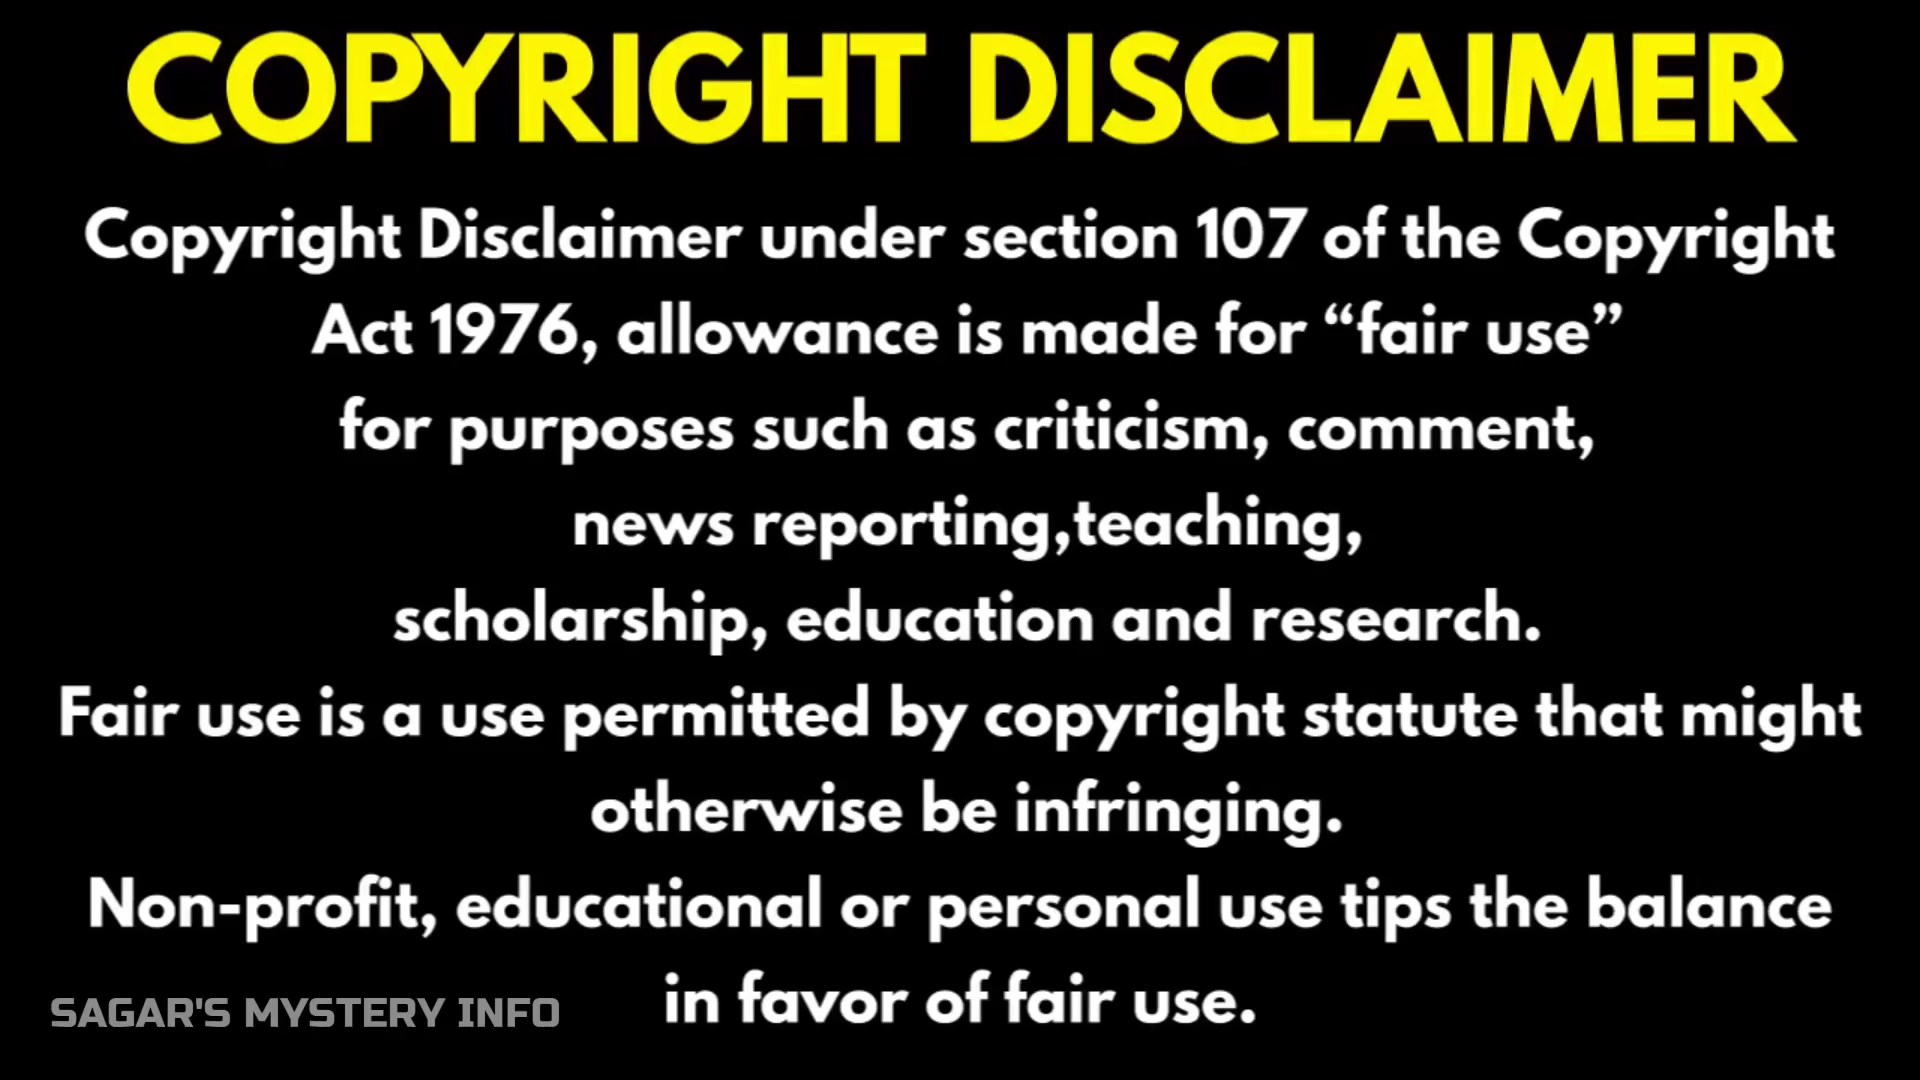 COPYRIGHT DISCLAIMER
Copyright Disclaimer under section 107 of the Copyright
Act 1976, allowance is made for “fair use”
for purposes such as criticism, comment,
news reporting,teaching,
scholarship, education and research.
Fair use is a use permitted by copyright statute that might
otherwise be infringing.
Non-profit, educational or personal use tips the balance
in favor of fair use.
SAGAR'S MYSTERY INFO